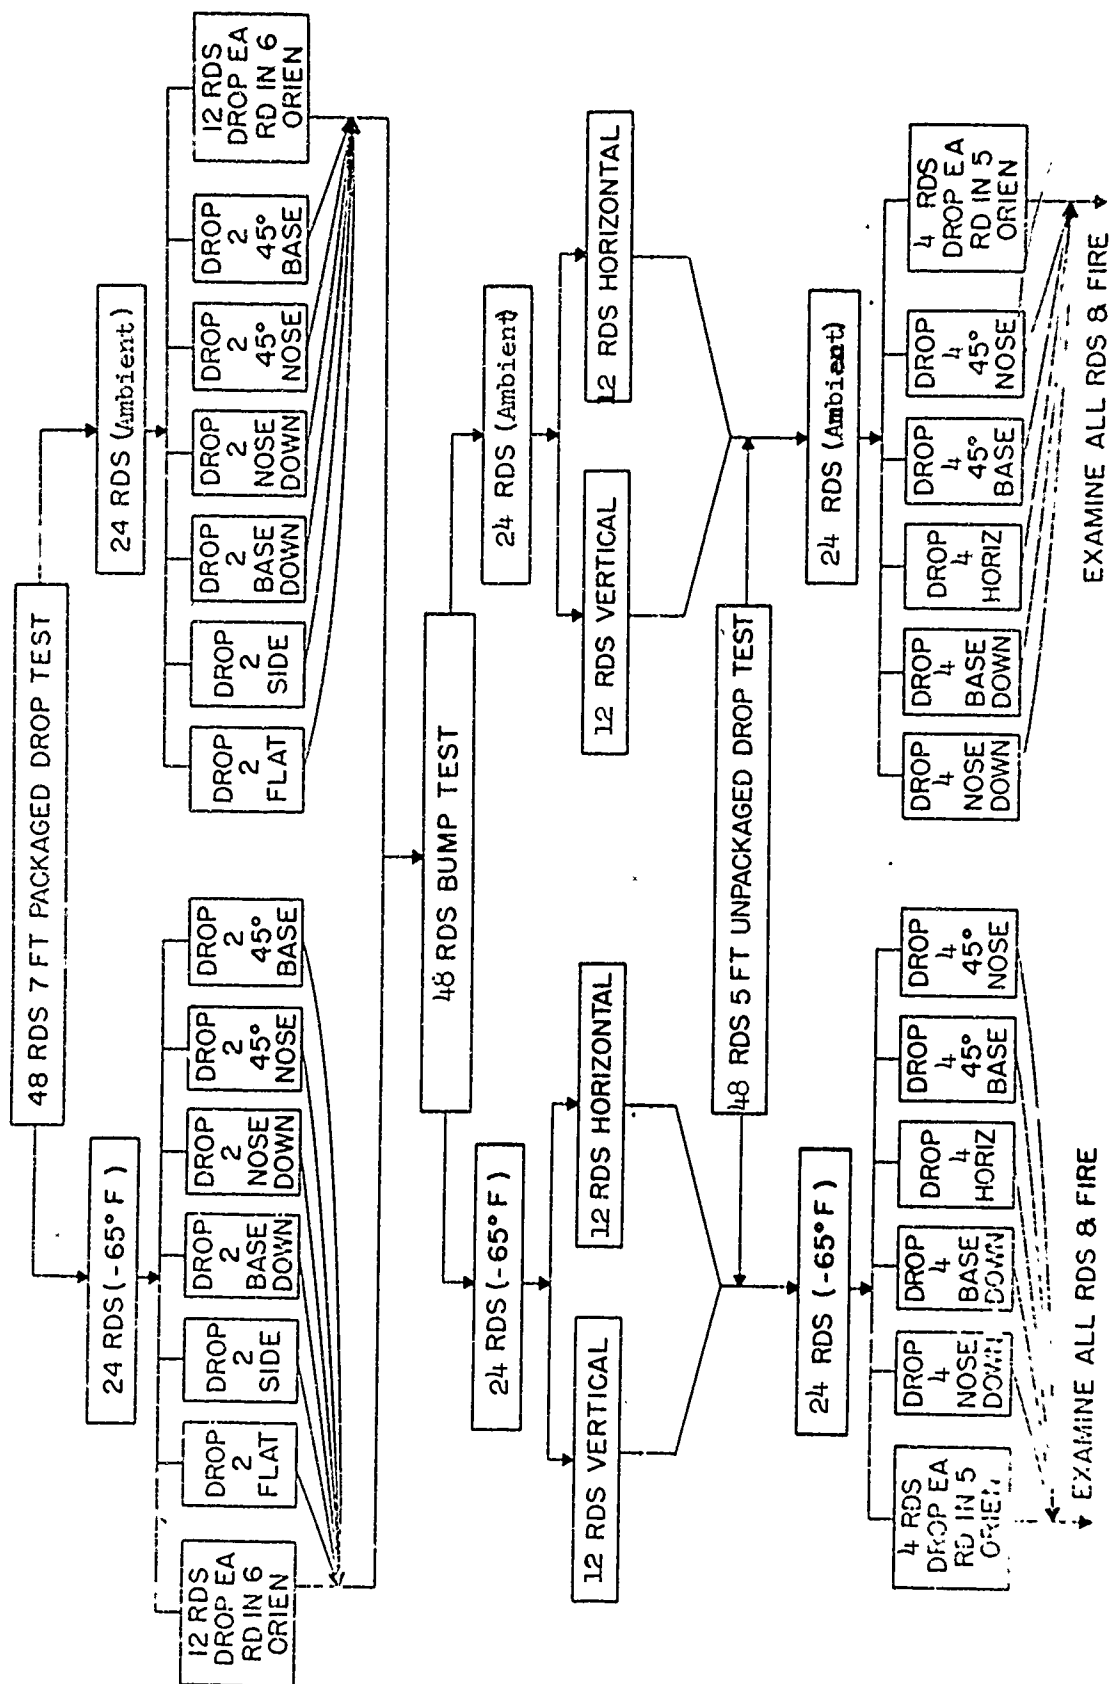 48 RDS 7 FT PACKAGED DROP TEST
24 RDS (-65° F)
24 RDS (Ambient)
12 RDS
DROP EA
RD IN 6
ORIEN
DROP
2
FLAT
DROP
2
SIDE
DROP
2
BASE
DOWN
DROP
2
NOSE
DOWN
DROP
2
45°
NOSE
DROP
2
45°
BASE
DROP
2
FLAT
DROP
2
SIDE
DROP
2
BASE
DOWN
DROP
2
NOSE
DOWN
DROP
2
45°
NOSE
DROP
2
45°
BASE
12 RDS
DROP EA
RD IN 6
ORIEN
48 RDS BUMP TEST
24 RDS (-65° F)
24 RDS (Ambient)
12 RDS VERTICAL
12 RDS HORIZONTAL
12 RDS VERTICAL
12 RDS HORIZONTAL
48 RDS 5 FT UNPACKAGED DROP TEST
24 RDS (-65° F)
24 RDS (Ambient)
4 RDS
DROP EA
RD IN 5
ORIEN
DROP
4
NOSE
DOWN
DROP
4
BASE
DOWN
DROP
4
HORIZ
DROP
4
45°
BASE
DROP
4
45°
NOSE
DROP
4
NOSE
DOWN
DROP
4
BASE
DOWN
DROP
4
HORIZ
DROP
4
45°
BASE
DROP
4
45°
NOSE
4 RDS
DROP EA
RD IN 5
ORIEN
EXAMINE ALL RDS & FIRE
EXAMINE ALL RDS & FIRE